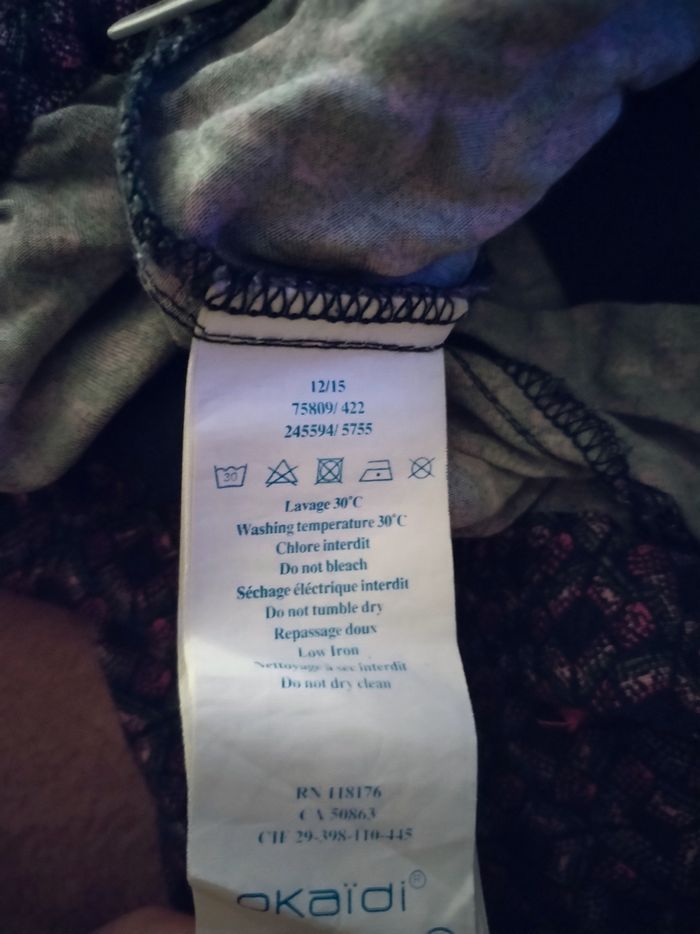 12/15
75809/ 422
245594/ 5755
30
Lavage 30°C
Washing temperature 30°C
Chlore interdit
Do not bleach
Séchage éléctrique interdit
Do not tumble dry
Repassage doux
Low Iron
Nettoyage à sec interdit
Do not dry clean
RN 118176
CA 50863
CIF 29-398-110-445
okaïdi®